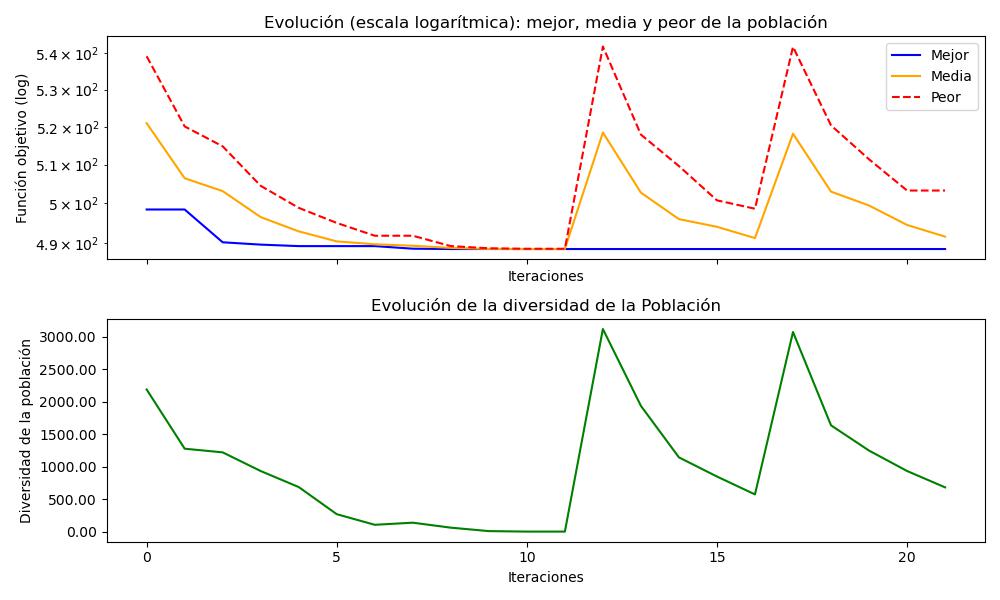 Evolución (escala logarítmica): mejor, media y peor de la población
Función objetivo (log)
5.4 × 10²
5.3 × 10²
5.2 × 10²
5.1 × 10²
5 × 10²
4.9 × 10²
Mejor
Media
Peor
Iteraciones
Evolución de la diversidad de la Población
Diversidad de la población
3000.00
2500.00
2000.00
1500.00
1000.00
500.00
0.00
0 5 10 15 20
Iteraciones